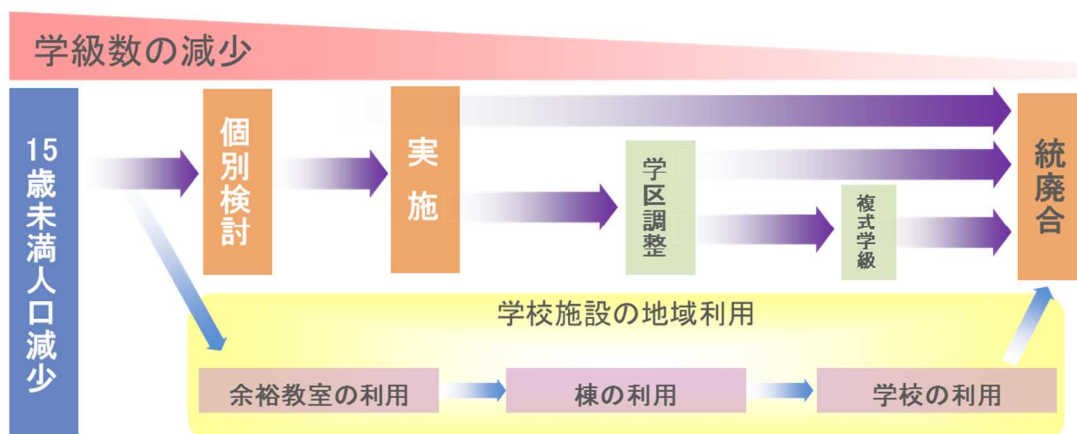 学級数の減少
15歳未満人口減少
個別検討
実施
学区調整
複式学級
統廃合
学校施設の地域利用
余裕教室の利用
棟の利用
学校の利用